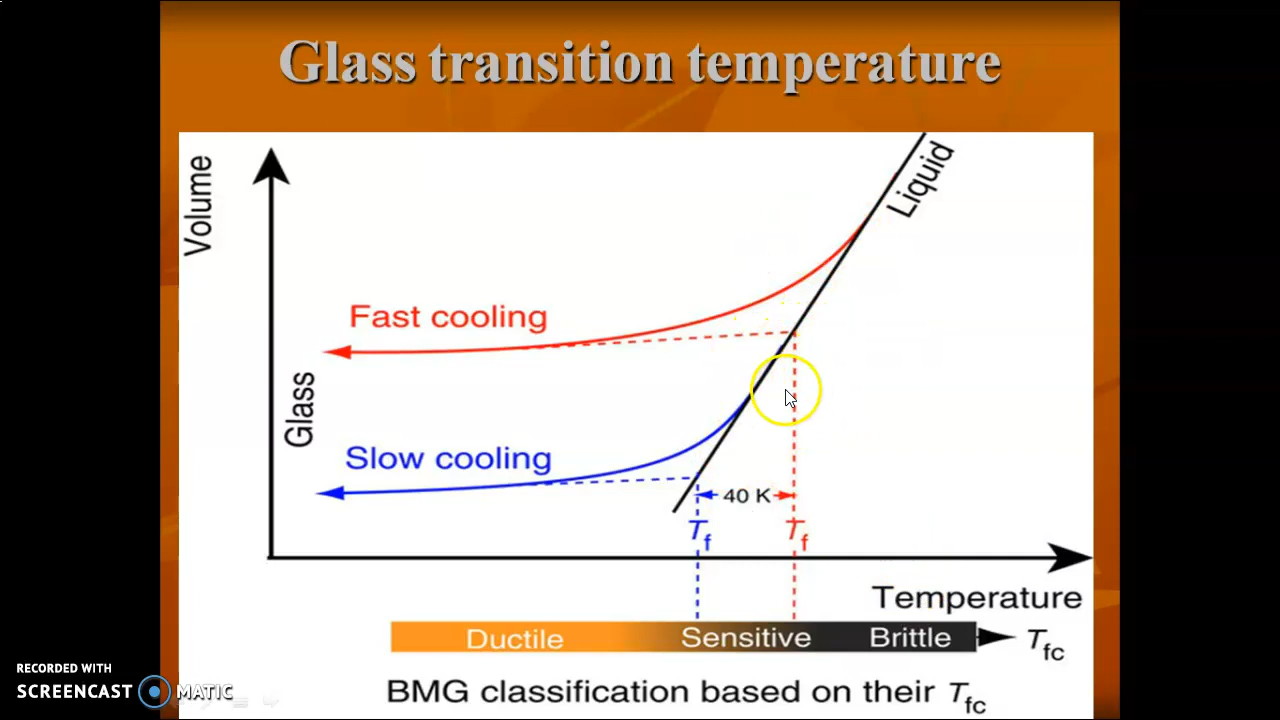 Glass transition temperature
Volume
Liquid
Fast cooling
Glass
Slow cooling
40 K
Tf
Tf
Temperature
Ductile
Sensitive
Brittle
Tfc
BMG classification based on their Tfc
RECORDED WITH
SCREENCAST MATIC